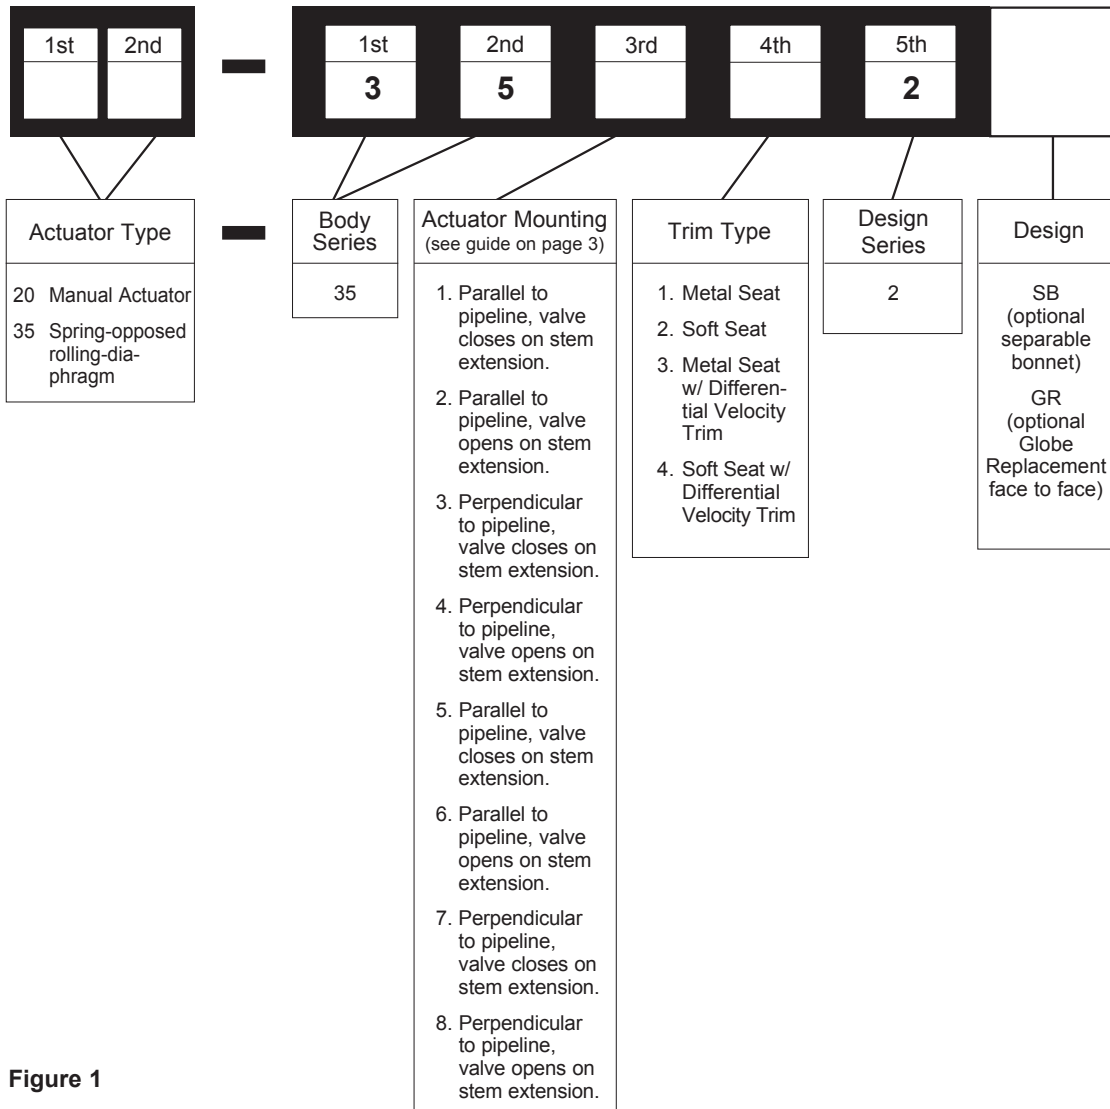 1st 2nd 1st 2nd 3rd 4th 5th
3 5 2
Actuator Type
20 Manual Actuator
35 Spring-opposed
rolling-dia-
phragm
Body
Series
35
Actuator Mounting
(see guide on page 3)
1. Parallel to
pipeline, valve
closes on stem
extension.
2. Parallel to
pipeline, valve
opens on stem
extension.
3. Perpendicular
to pipeline,
valve closes on
stem extension.
4. Perpendicular
to pipeline,
valve opens on
stem extension.
5. Parallel to
pipeline, valve
closes on stem
extension.
6. Parallel to
pipeline, valve
opens on stem
extension.
7. Perpendicular
to pipeline,
valve closes on
stem extension.
8. Perpendicular
to pipeline,
valve opens on
stem extension.
Trim Type
1. Metal Seat
2. Soft Seat
3. Metal Seat
w/ Differen-
tial Velocity
Trim
4. Soft Seat w/
Differential
Velocity Trim
Design
Series
2
Design
SB
(optional
separable
bonnet)
GR
(optional
Globe
Replacement
face to face)
Figure 1